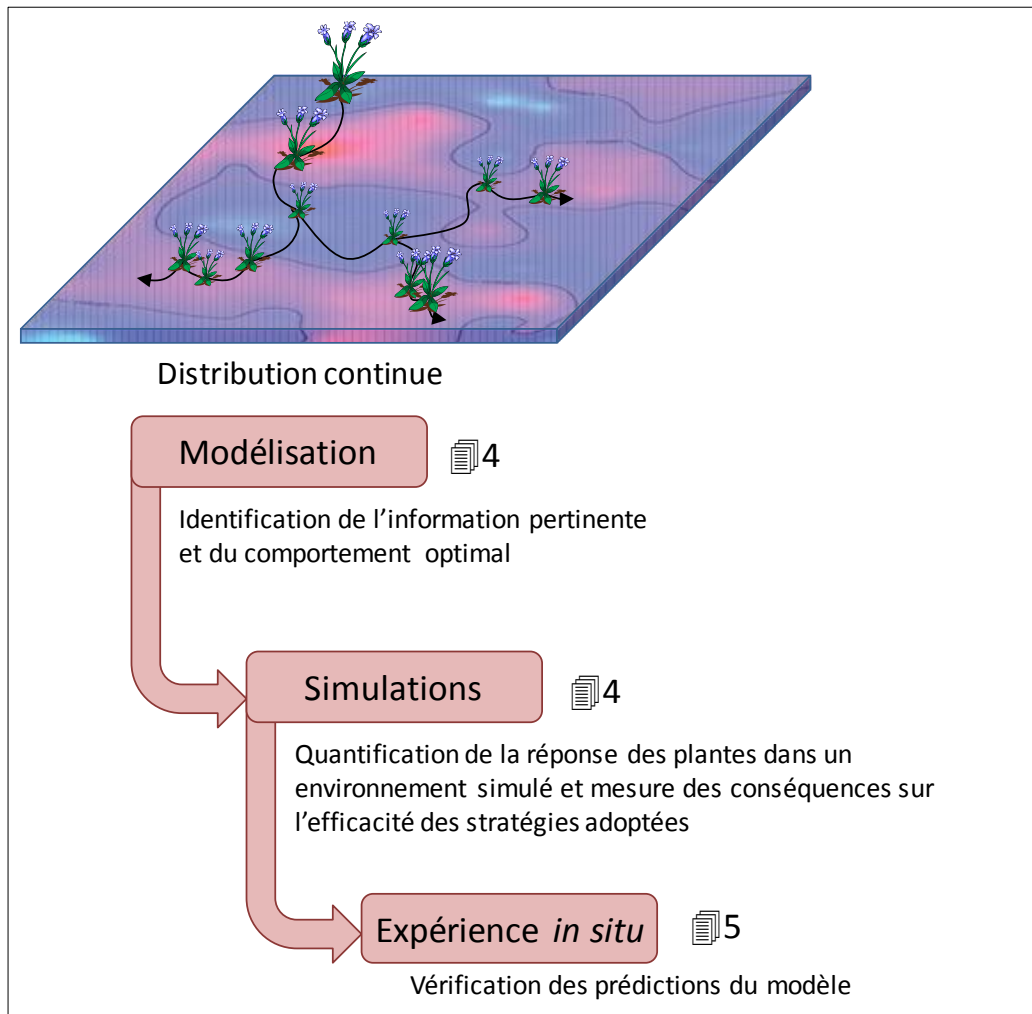 Distribution continue
Modélisation
4
Identification de l’information pertinente
et du comportement optimal
Simulations
4
Quantification de la réponse des plantes dans un
environnement simulé et mesure des conséquences sur
l’efficacité des stratégies adoptées
Expérience in situ
5
Vérification des prédictions du modèle